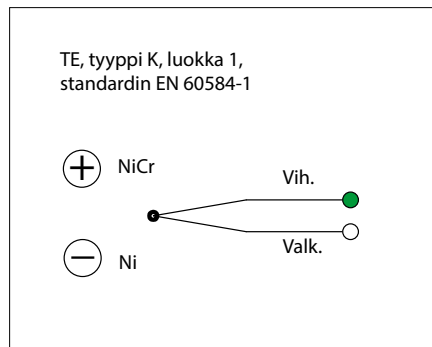 TE, tyyppi K, luokka 1,
standardin EN 60584-1
+ NiCr
Vih.
Valk.
− Ni